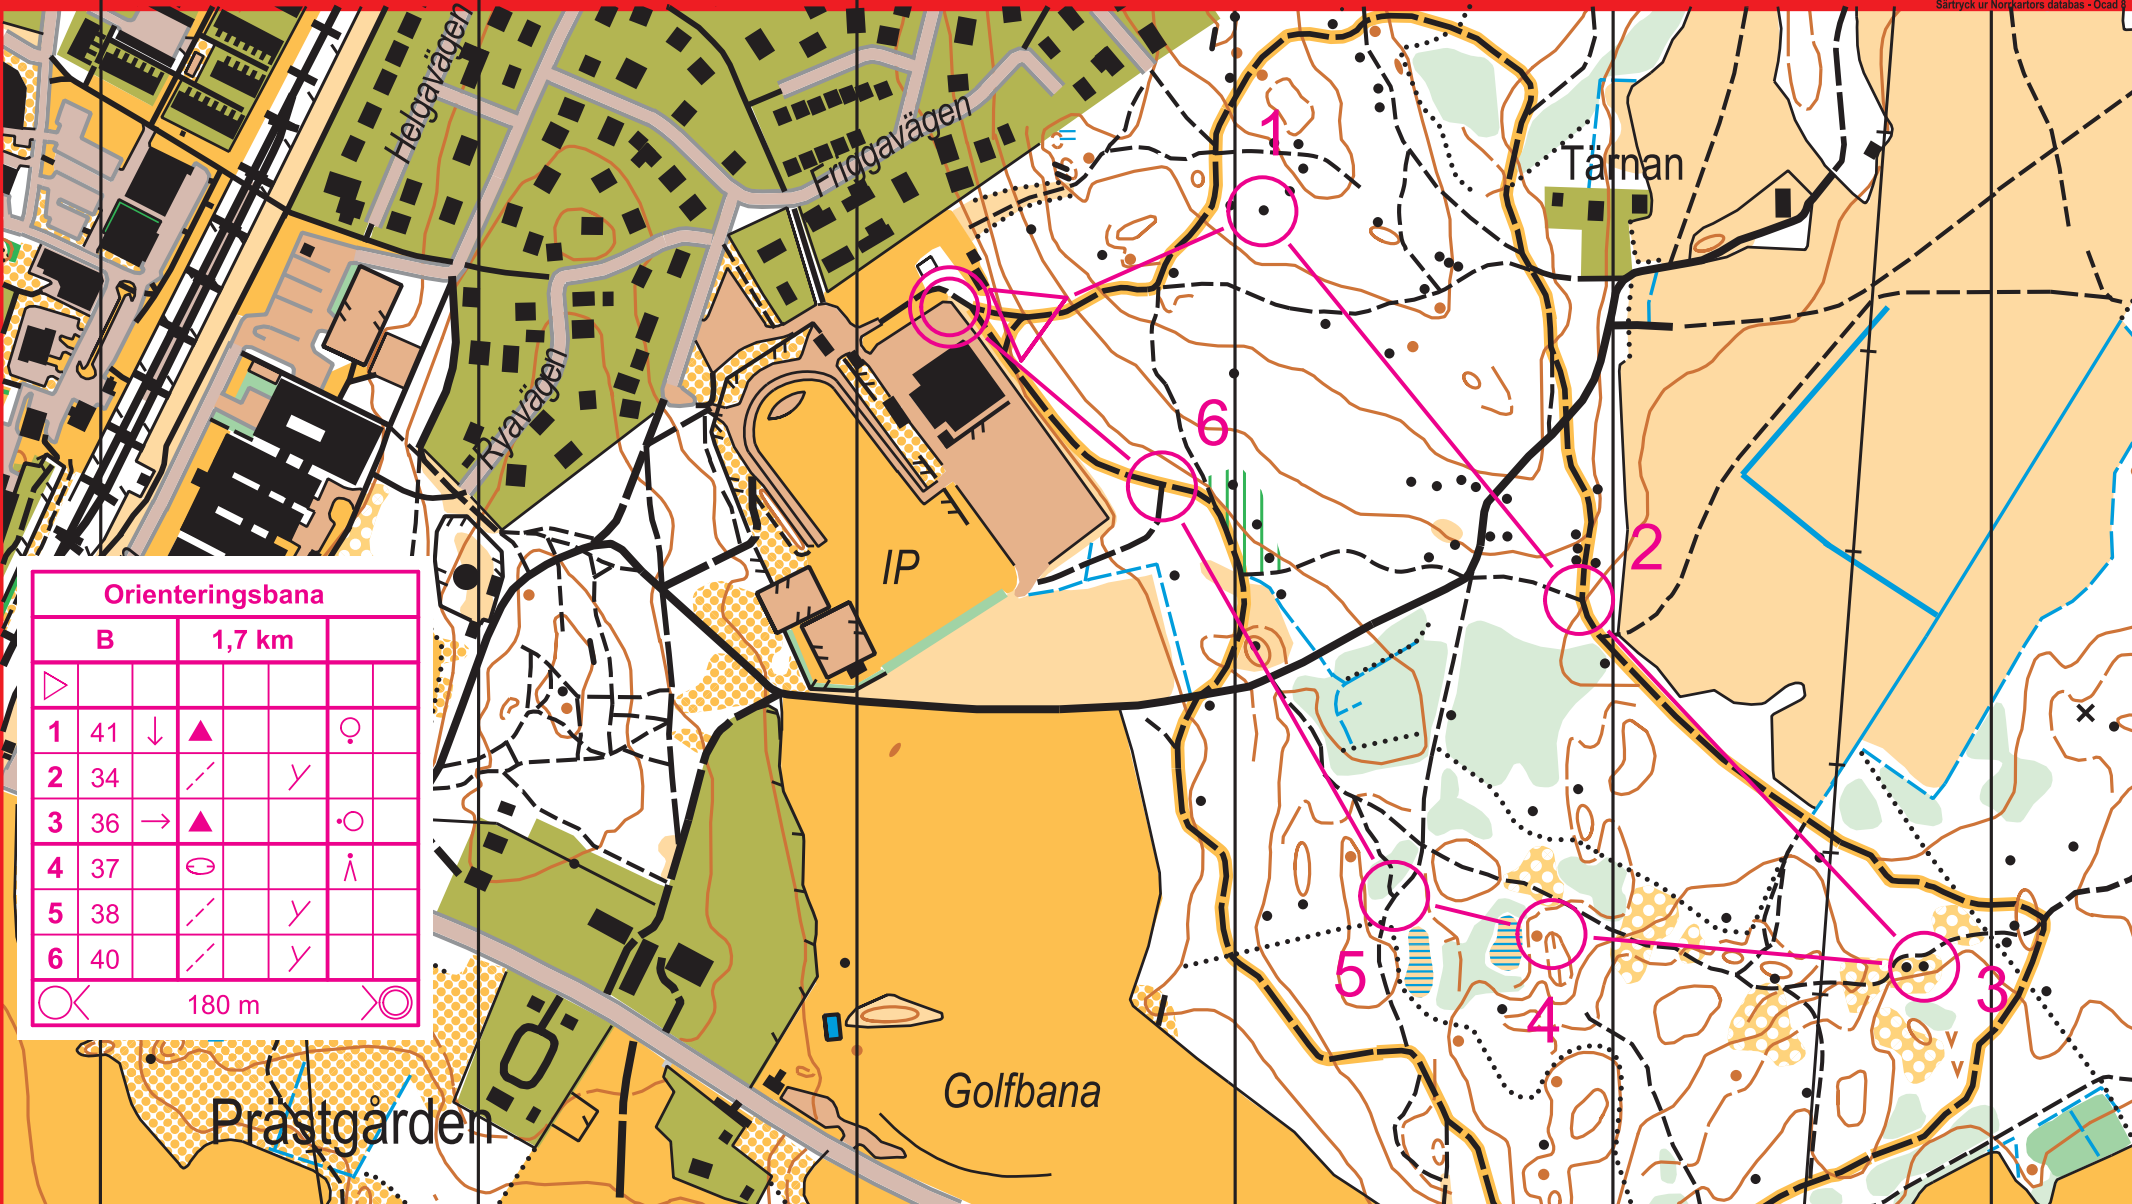 Särtryck ur Norrkartors databas - Ocad 8
Helgavägen
Friggavägen
Ryavägen
1
Tärnan
6
2
IP
Orienteringsbana
B 1,7 km
1 41
2 34
3 36
4 37
5 38
6 40
180 m
5
3
4
Golfbana
Prästgården